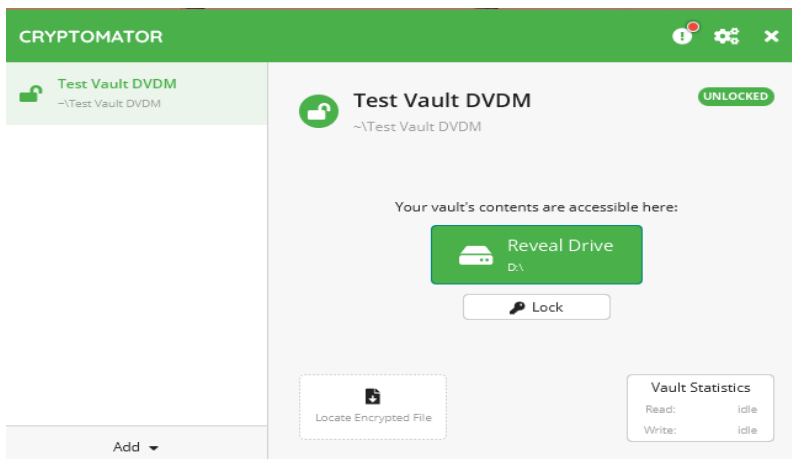 CRYPTOMATOR
Test Vault DVDM
~\Test Vault DVDM
Add
Test Vault DVDM
~\Test Vault DVDM
UNLOCKED
Your vault's contents are accessible here:
Reveal Drive
D:\
Lock
Locate Encrypted File
Vault Statistics
Read: idle
Write: idle